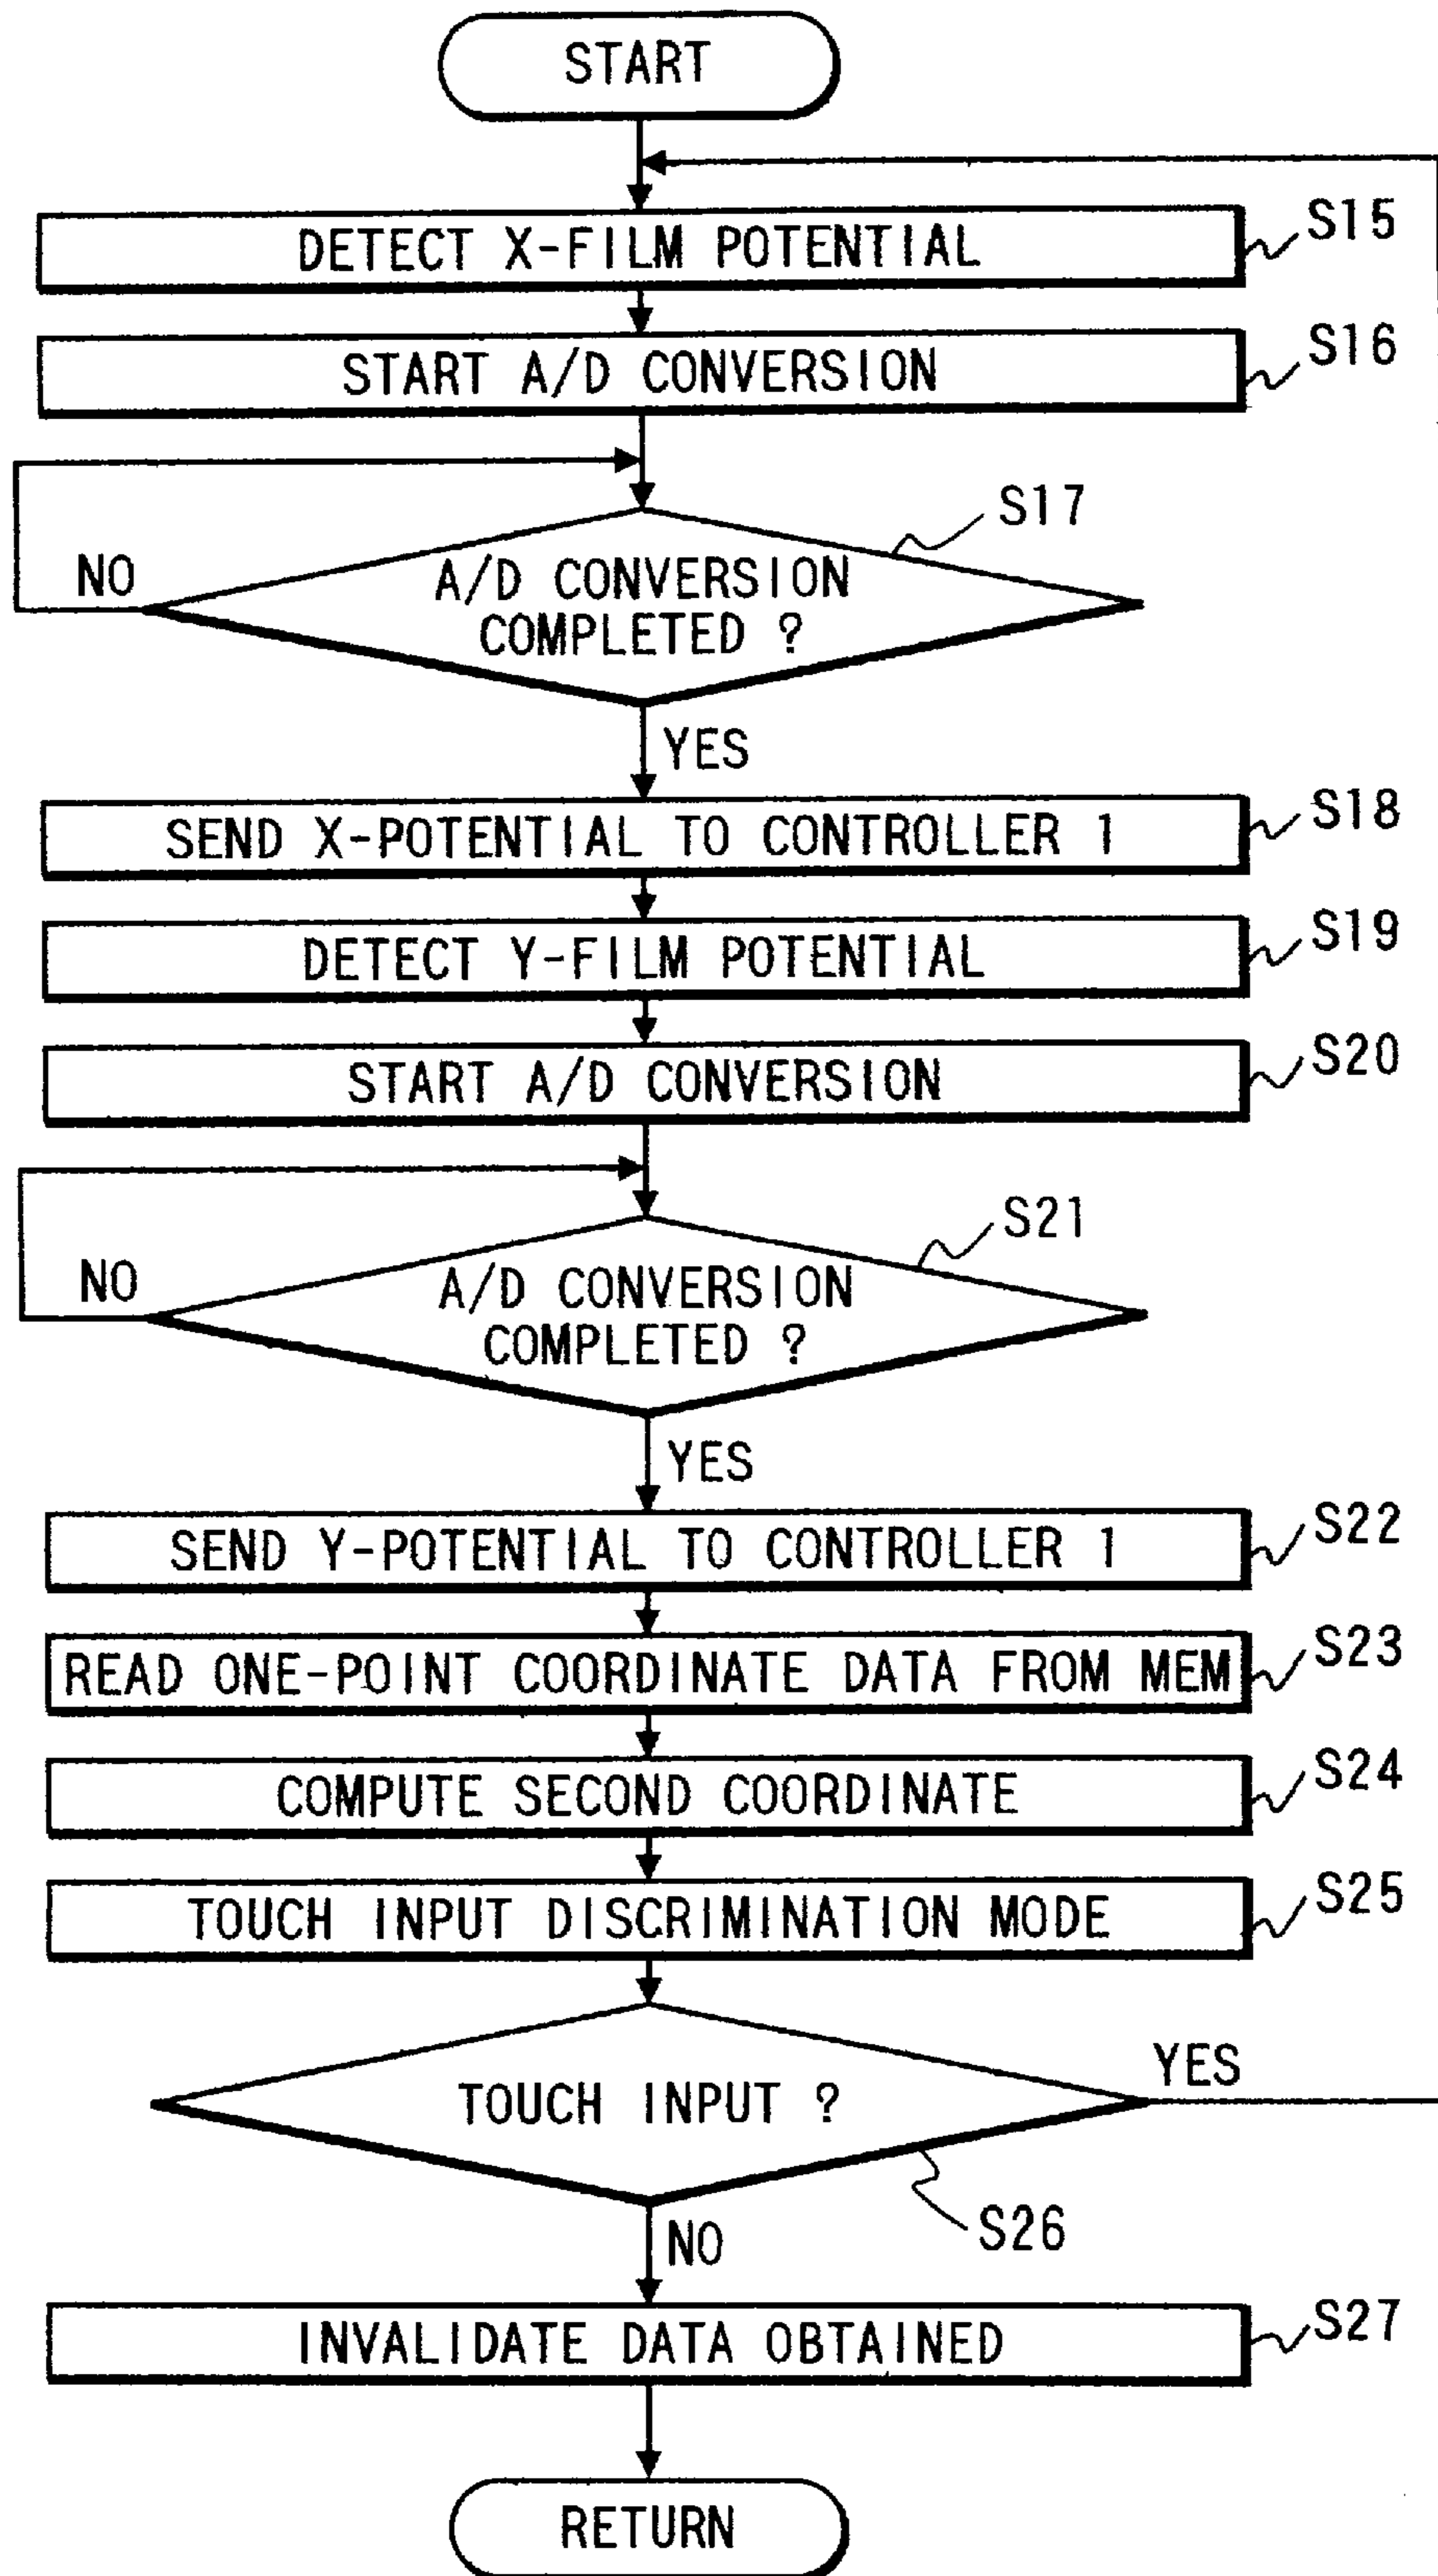 START
DETECT X-FILM POTENTIAL
S15
START A/D CONVERSION
S16
S17
NO
A/D CONVERSION
COMPLETED ?
YES
SEND X-POTENTIAL TO CONTROLLER 1
S18
DETECT Y-FILM POTENTIAL
S19
START A/D CONVERSION
S20
S21
NO
A/D CONVERSION
COMPLETED ?
YES
SEND Y-POTENTIAL TO CONTROLLER 1
S22
READ ONE-POINT COORDINATE DATA FROM MEM
S23
COMPUTE SECOND COORDINATE
S24
TOUCH INPUT DISCRIMINATION MODE
S25
TOUCH INPUT ?
YES
S26
NO
INVALIDATE DATA OBTAINED
S27
RETURN